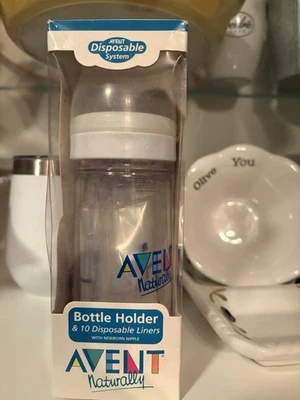 AVENT
Disposable
System
AVENT
Naturally
Bottle Holder
& 10 Disposable Liners
WITH NEWBORN NIPPLE
AVENT
Naturally
Olive You